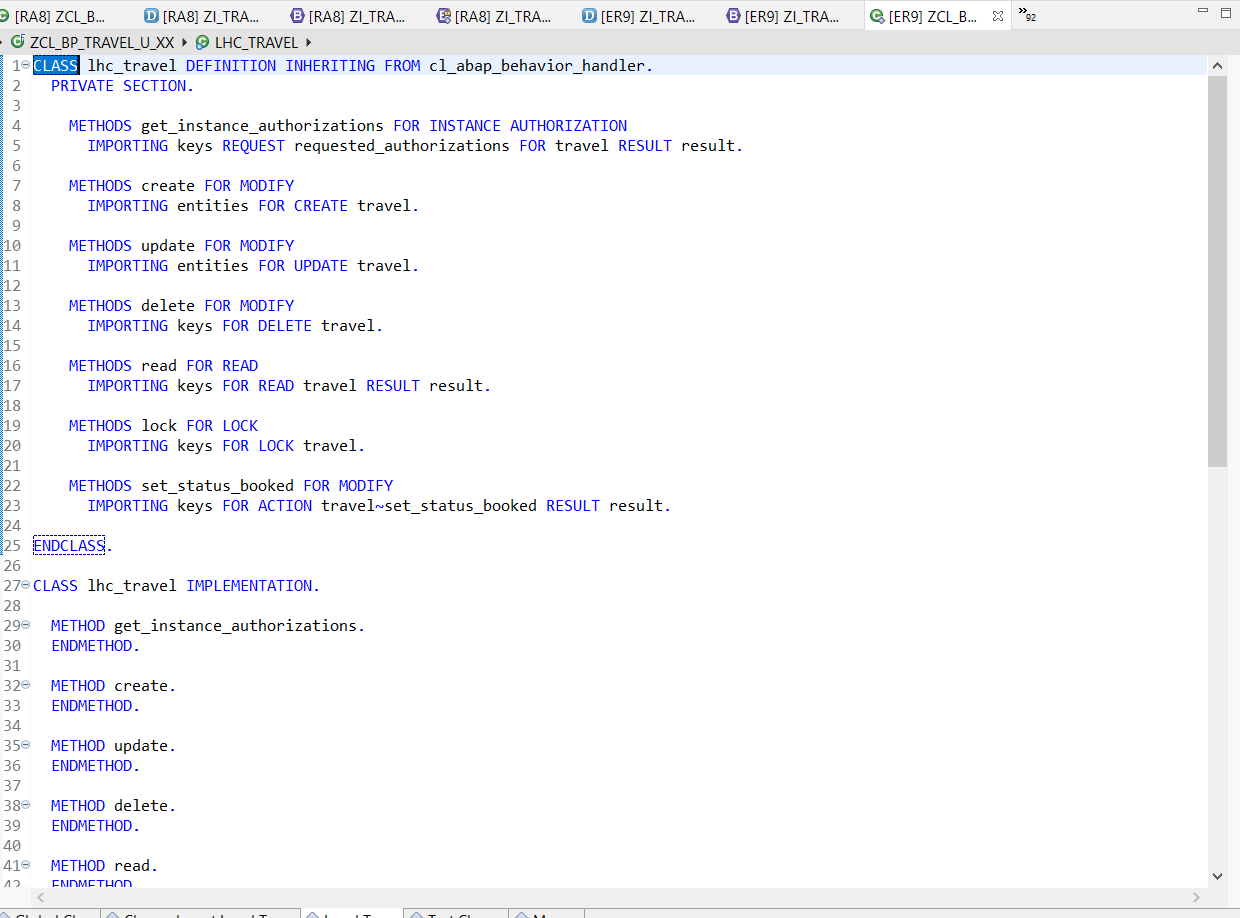 [RA8] ZCL_B... [RA8] ZI_TRA... [RA8] ZI_TRA... [RA8] ZI_TRA... [ER9] ZI_TRA... [ER9] ZI_TRA... [ER9] ZCL_B... »92
ZCL_BP_TRAVEL_U_XX LHC_TRAVEL
1 CLASS lhc_travel DEFINITION INHERITING FROM cl_abap_behavior_handler.
2 PRIVATE SECTION.
3
4 METHODS get_instance_authorizations FOR INSTANCE AUTHORIZATION
5 IMPORTING keys REQUEST requested_authorizations FOR travel RESULT result.
6
7 METHODS create FOR MODIFY
8 IMPORTING entities FOR CREATE travel.
9
10 METHODS update FOR MODIFY
11 IMPORTING entities FOR UPDATE travel.
12
13 METHODS delete FOR MODIFY
14 IMPORTING keys FOR DELETE travel.
15
16 METHODS read FOR READ
17 IMPORTING keys FOR READ travel RESULT result.
18
19 METHODS lock FOR LOCK
20 IMPORTING keys FOR LOCK travel.
21
22 METHODS set_status_booked FOR MODIFY
23 IMPORTING keys FOR ACTION travel~set_status_booked RESULT result.
24
25 ENDCLASS.
26
27 CLASS lhc_travel IMPLEMENTATION.
28
29 METHOD get_instance_authorizations.
30 ENDMETHOD.
31
32 METHOD create.
33 ENDMETHOD.
34
35 METHOD update.
36 ENDMETHOD.
37
38 METHOD delete.
39 ENDMETHOD.
40
41 METHOD read.
42 ENDMETHOD